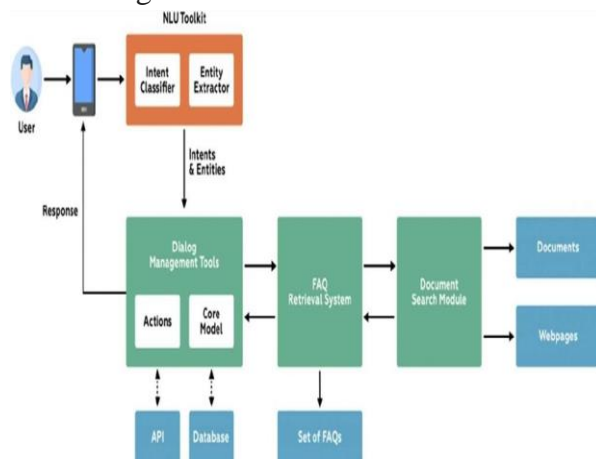 NLU Toolkit
Intent
Classifier
Entity
Extractor
User
Intents
& Entities
Response
Dialog
Management Tools
Actions
Core
Model
FAQ
Retrieval System
Document
Search Module
Documents
Webpages
API
Database
Set of FAQs